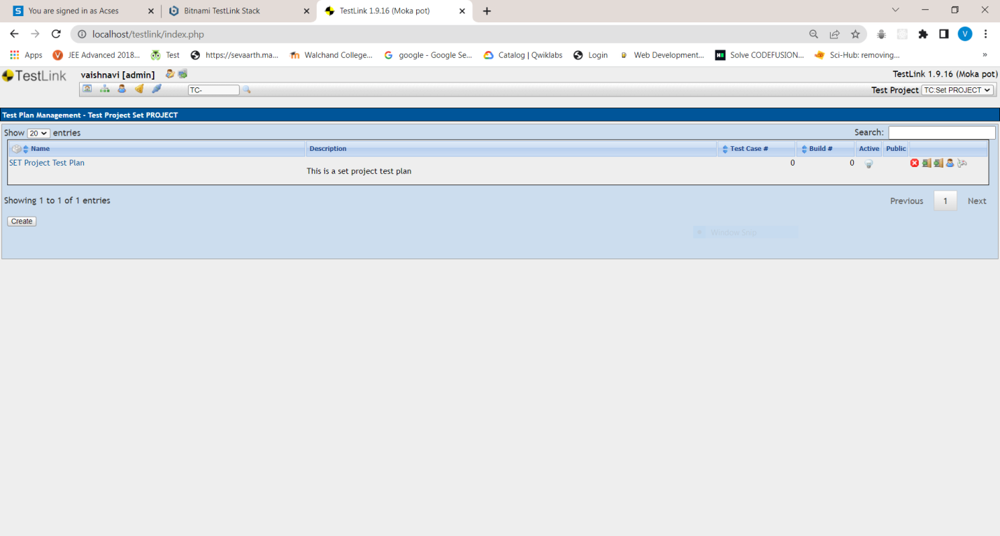 You are signed in as Acses
Bitnami TestLink Stack
TestLink 1.9.16 (Moka pot)
localhost/testlink/index.php
V
Apps
JEE Advanced 2018...
Test
https://sevaarth.ma...
Walchand College...
google - Google Se...
Catalog | Qwiklabs
Login
Web Development...
Solve CODEFUSION...
Sci-Hub: removing...
»
TestLink
vaishnavi [admin]
TestLink 1.9.16 (Moka pot)
TC-
Test Project TC:Set PROJECT
Test Plan Management - Test Project Set PROJECT
Show 20 entries
Search:
Name Description Test Case # Build # Active Public
SET Project Test Plan This is a set project test plan 0 0
Showing 1 to 1 of 1 entries
Previous 1 Next
Create
Window Snip